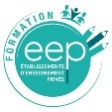 FORMATION
eep
ÉTABLISSEMENTS
D'ENSEIGNEMENT
PRIVÉS